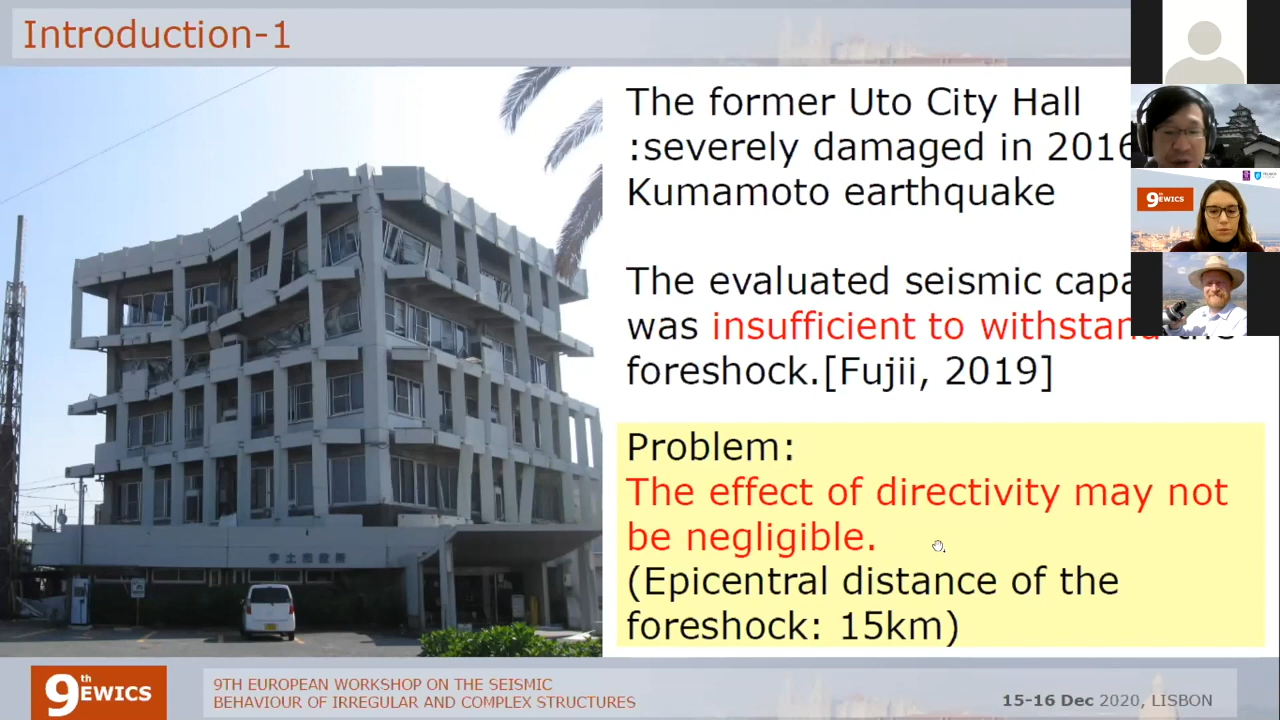 Introduction-1
The former Uto City Hall
:severely damaged in 2016
Kumamoto earthquake
The evaluated seismic capa
was insufficient to withstand the
foreshock.[Fujii, 2019]
Problem:
The effect of directivity may not
be negligible.
(Epicentral distance of the
foreshock: 15km)
宇土市役所
9th EWICS
9th EWICS
9TH EUROPEAN WORKSHOP ON THE SEISMIC
BEHAVIOUR OF IRREGULAR AND COMPLEX STRUCTURES
15-16 Dec 2020, LISBON